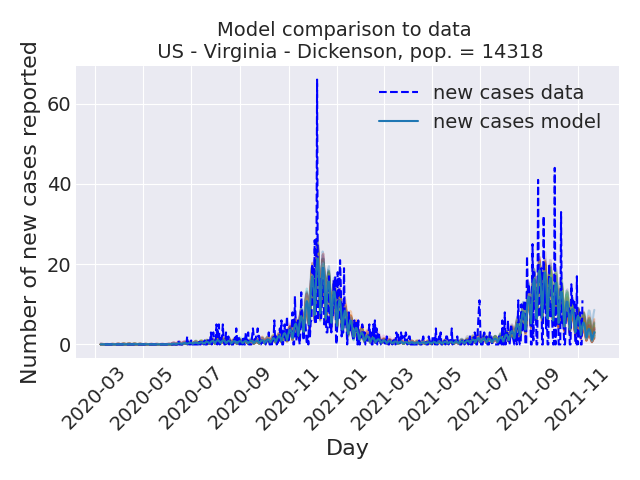 Model comparison to data
US - Virginia - Dickenson, pop. = 14318
Number of new cases reported
60
40
20
0
new cases data
new cases model
2020-03
2020-05
2020-07
2020-09
2020-11
2021-01
2021-03
2021-05
2021-07
2021-09
2021-11
Day